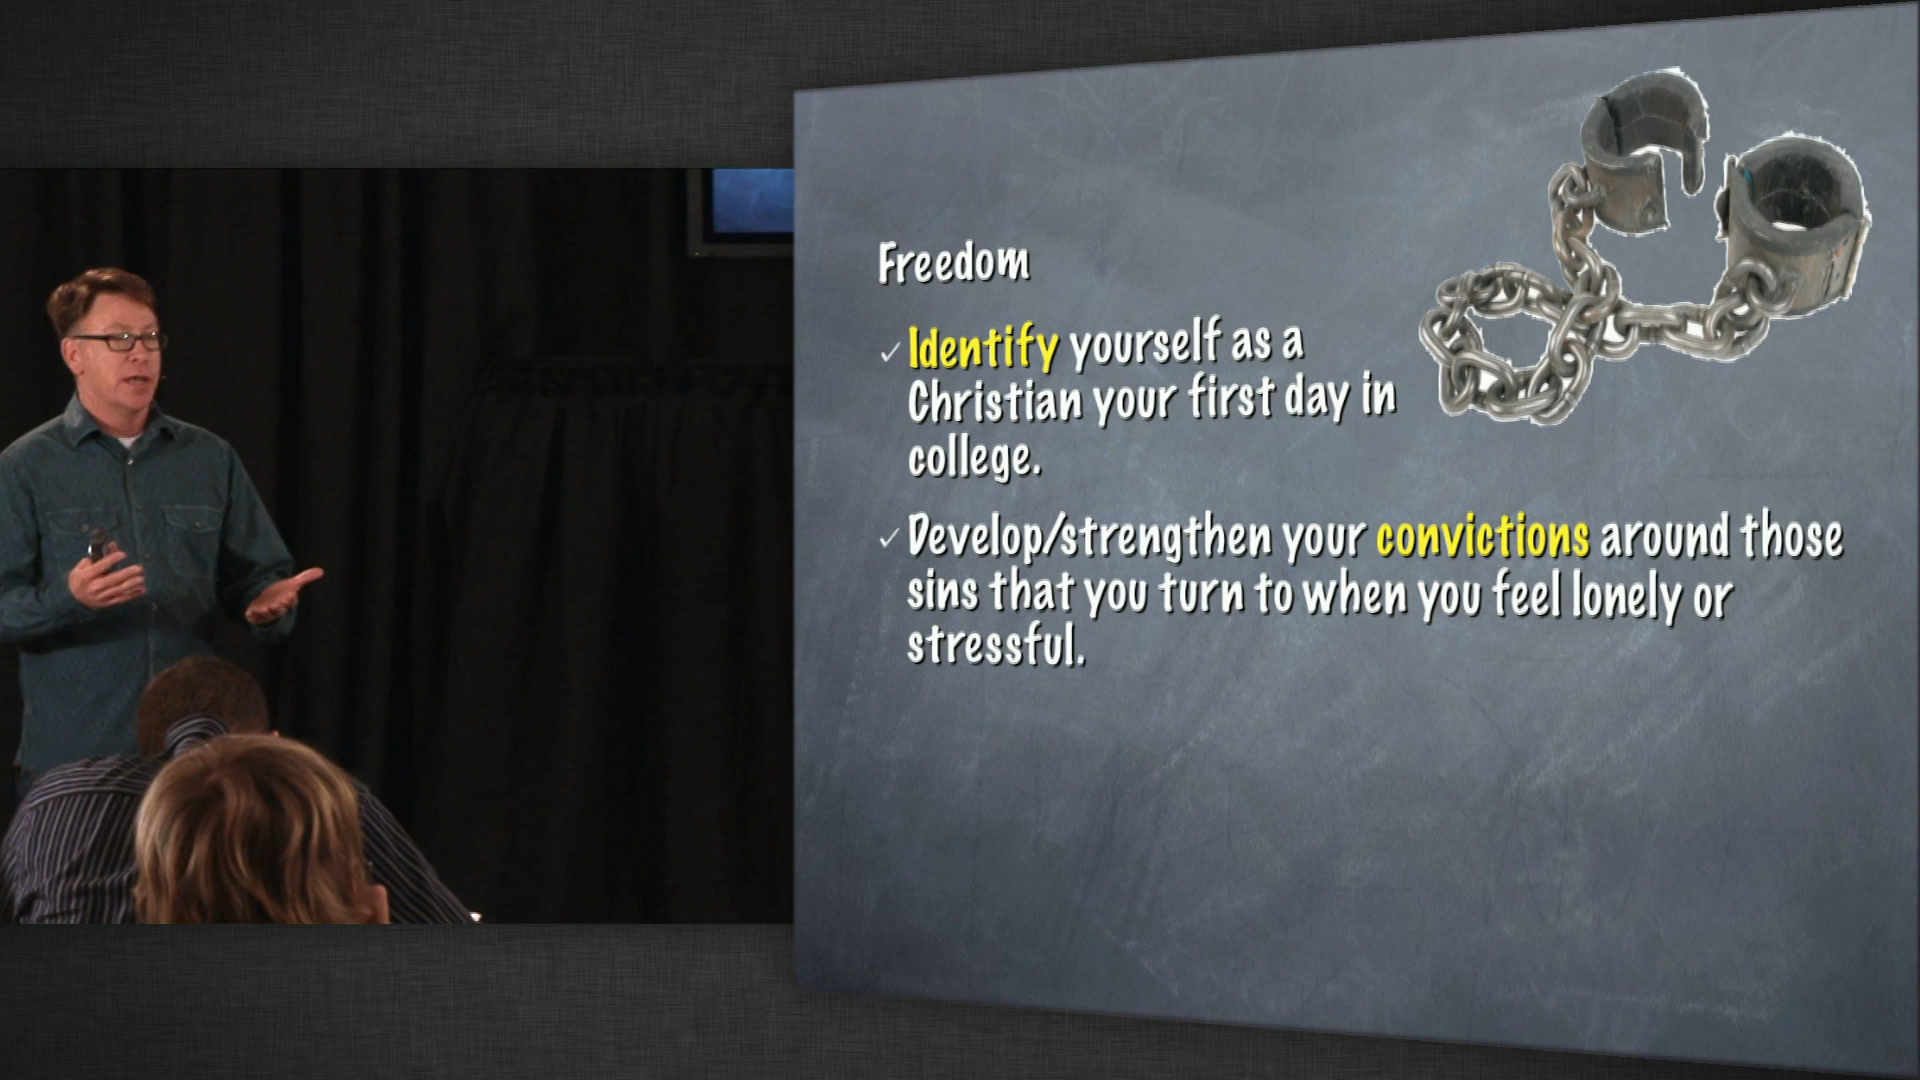 Freedom
✓ Identify yourself as a
Christian your first day in
college.
✓ Develop/strengthen your convictions around those
sins that you turn to when you feel lonely or
stressful.